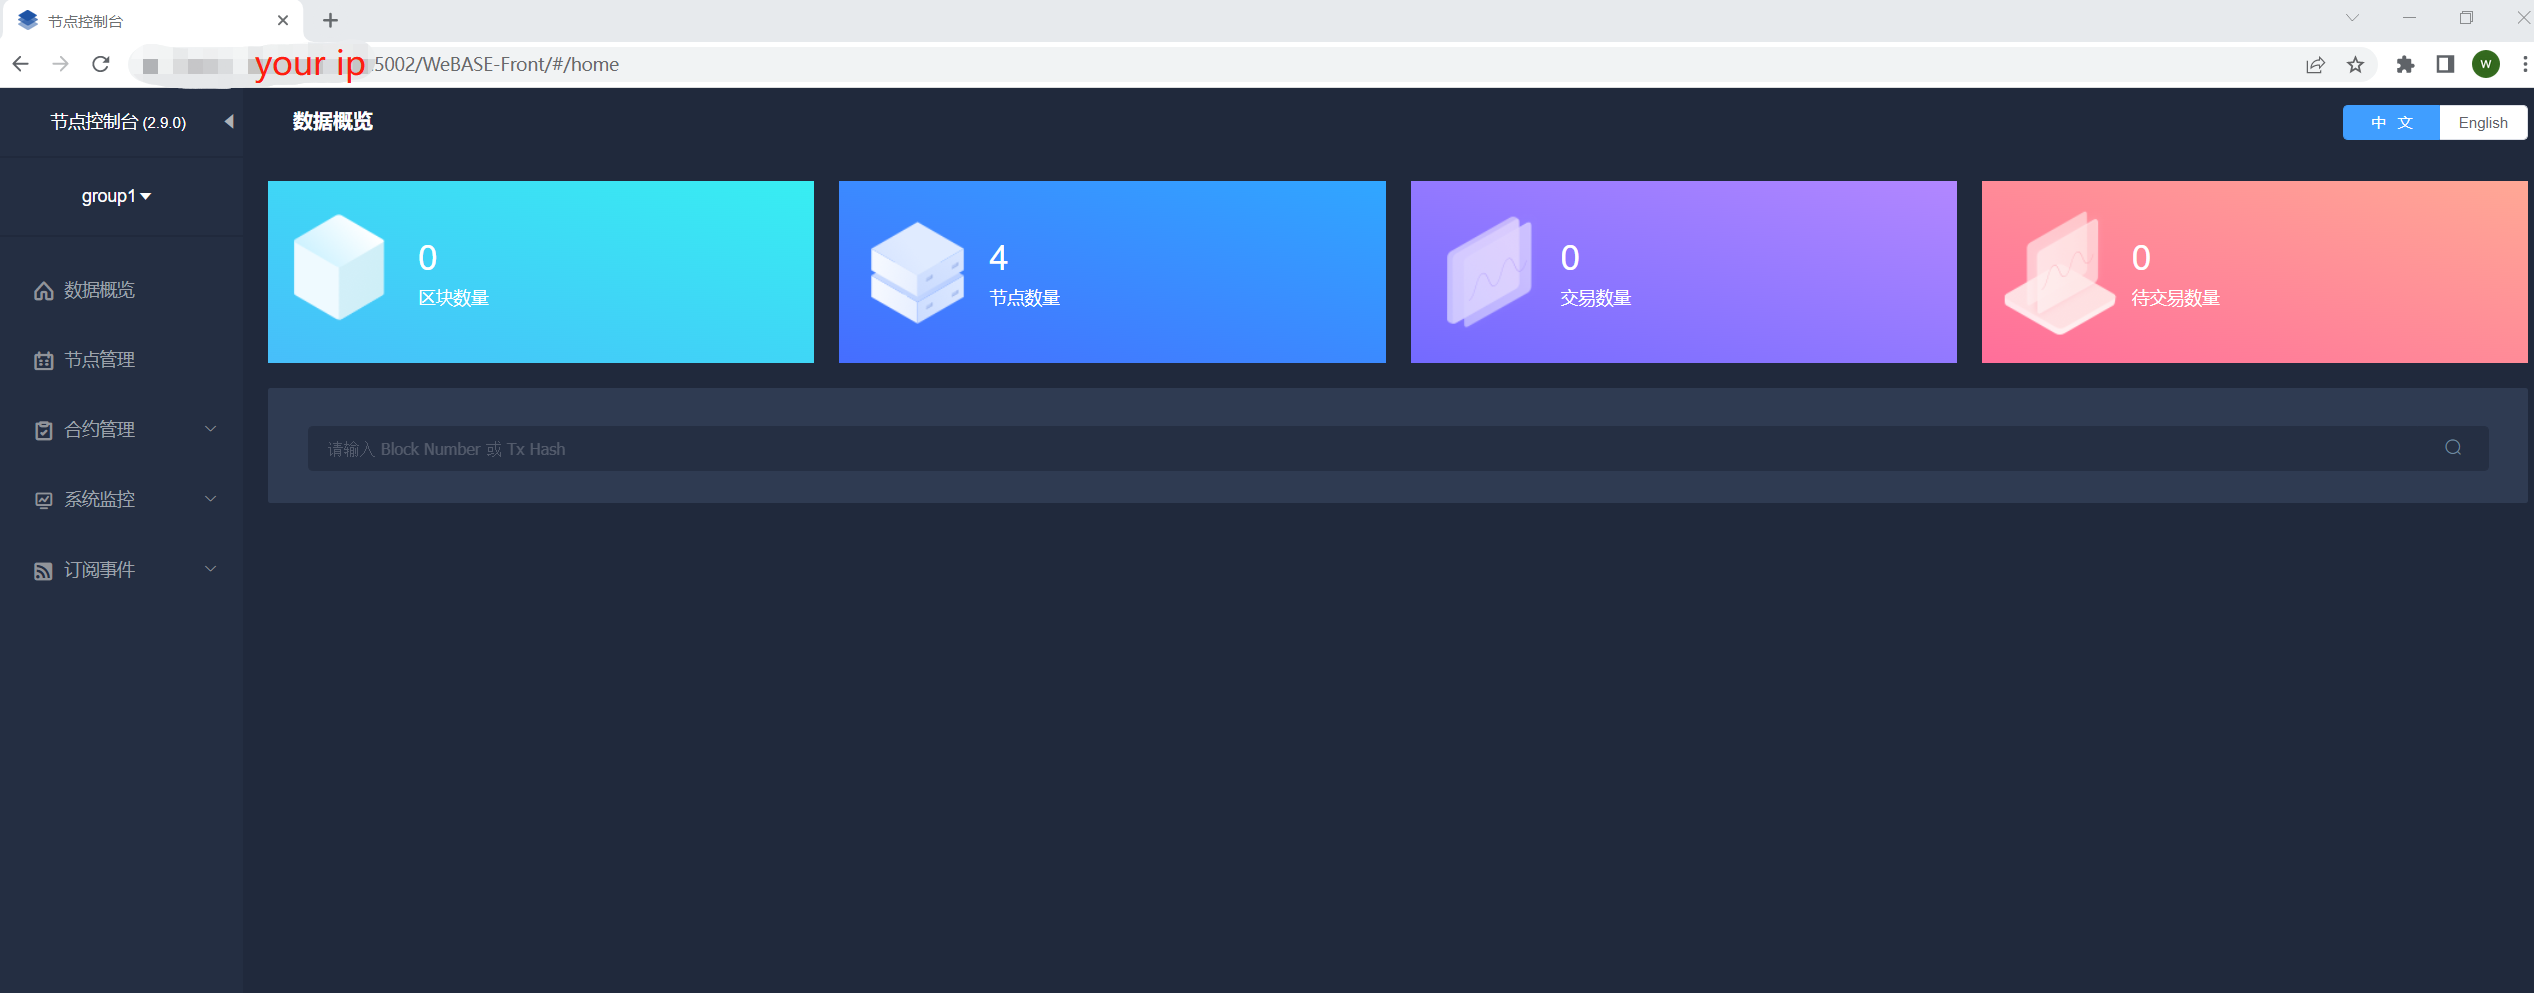 节点控制台
your ip
:5002/WeBASE-Front/#/home
W
节点控制台 (2.9.0)
数据概览
中 文
English
group1
0
区块数量
4
节点数量
0
交易数量
0
待交易数量
数据概览
节点管理
合约管理
系统监控
订阅事件
请输入 Block Number 或 Tx Hash